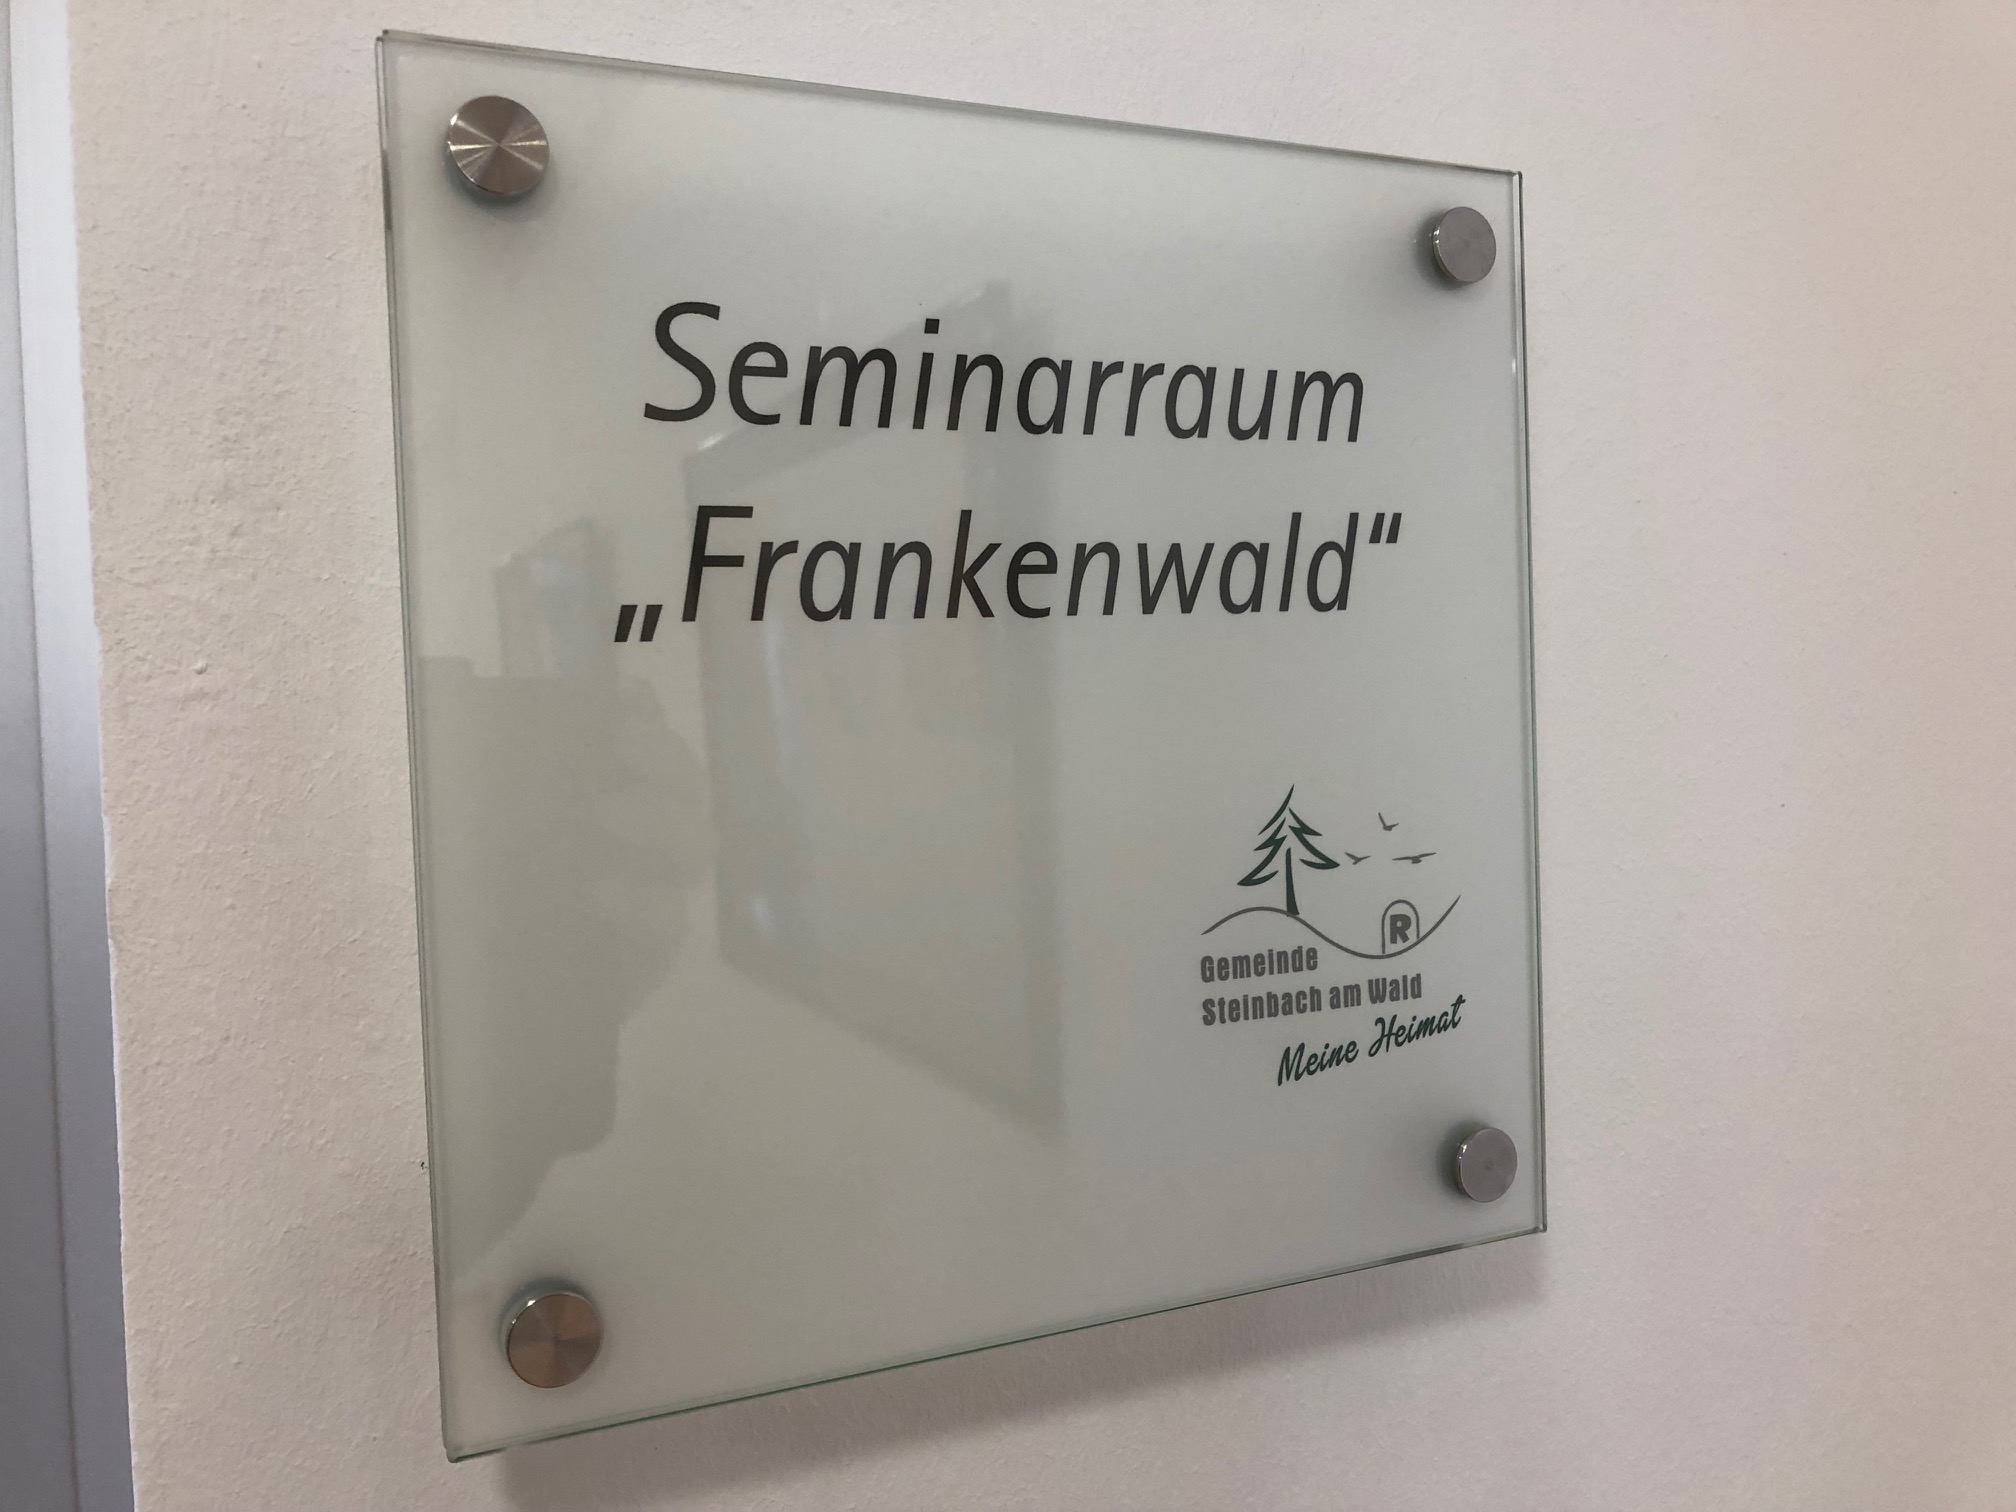 Seminarraum
„Frankenwald“
R
Gemeinde
Steinbach am Wald
Meine Heimat